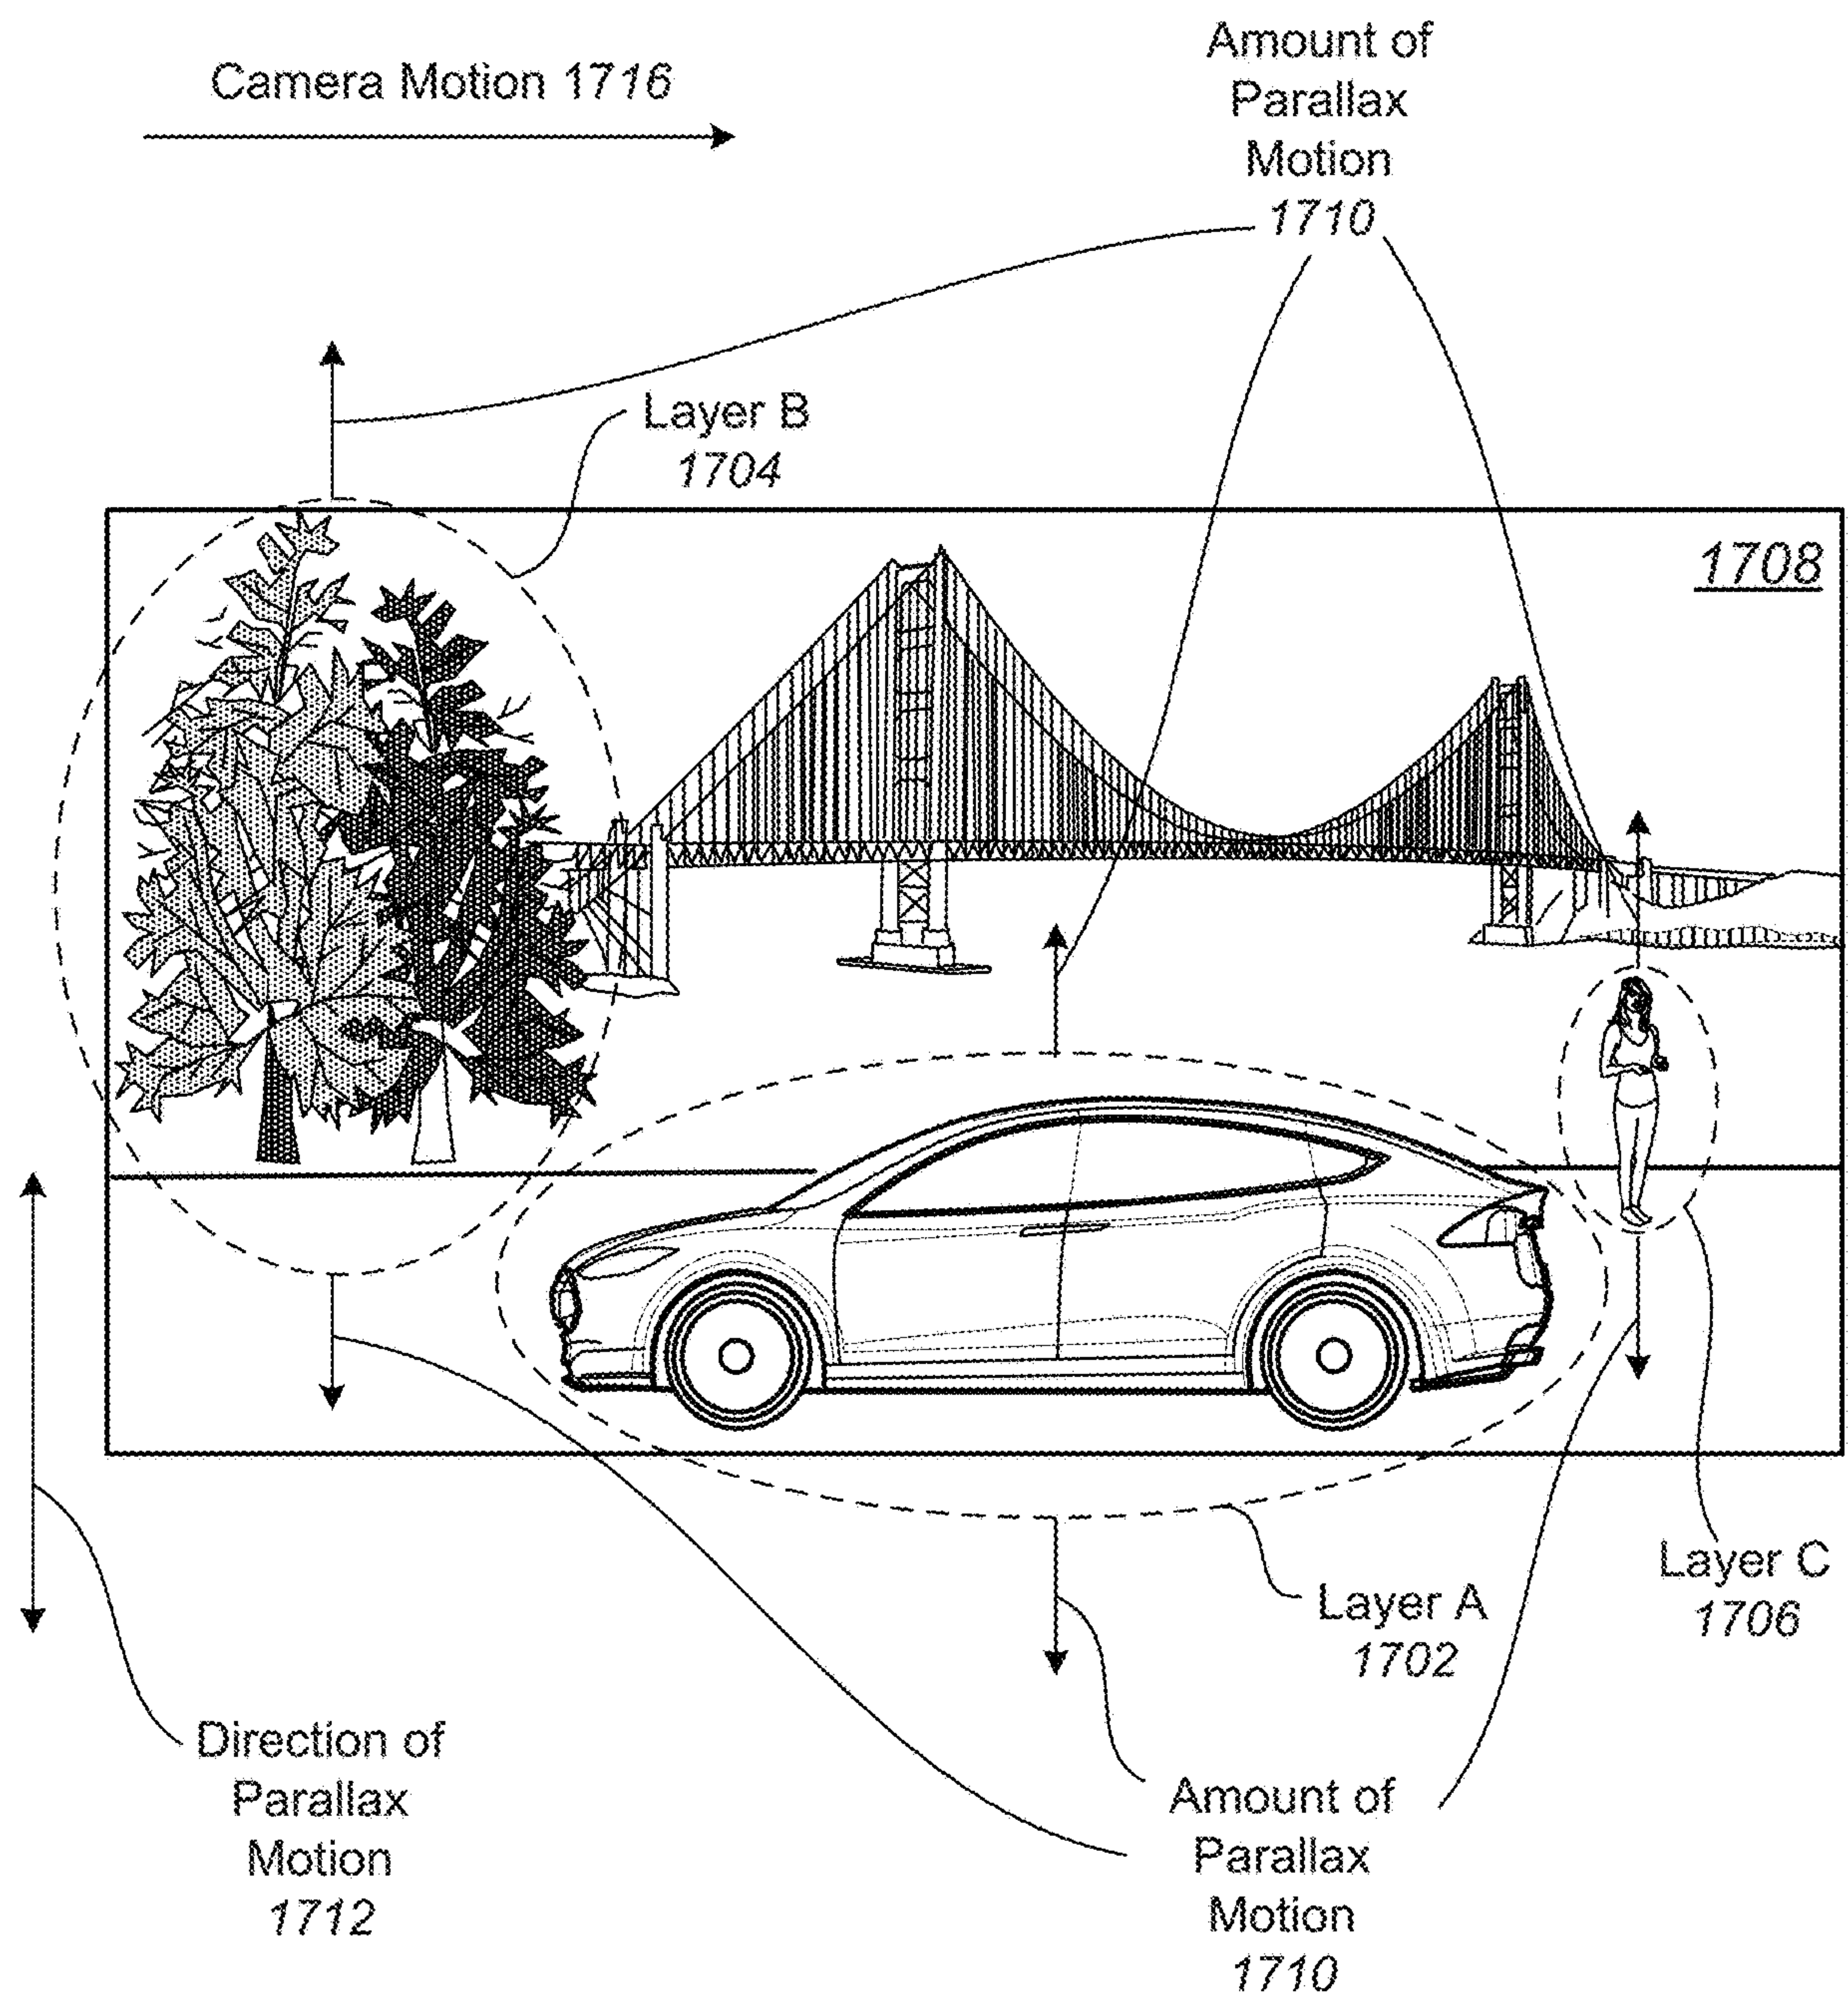 Camera Motion 1716
Amount of
Parallax
Motion
1710
Layer B
1704
1708
Layer C
1706
Layer A
1702
Direction of
Parallax
Motion
1712
Amount of
Parallax
Motion
1710